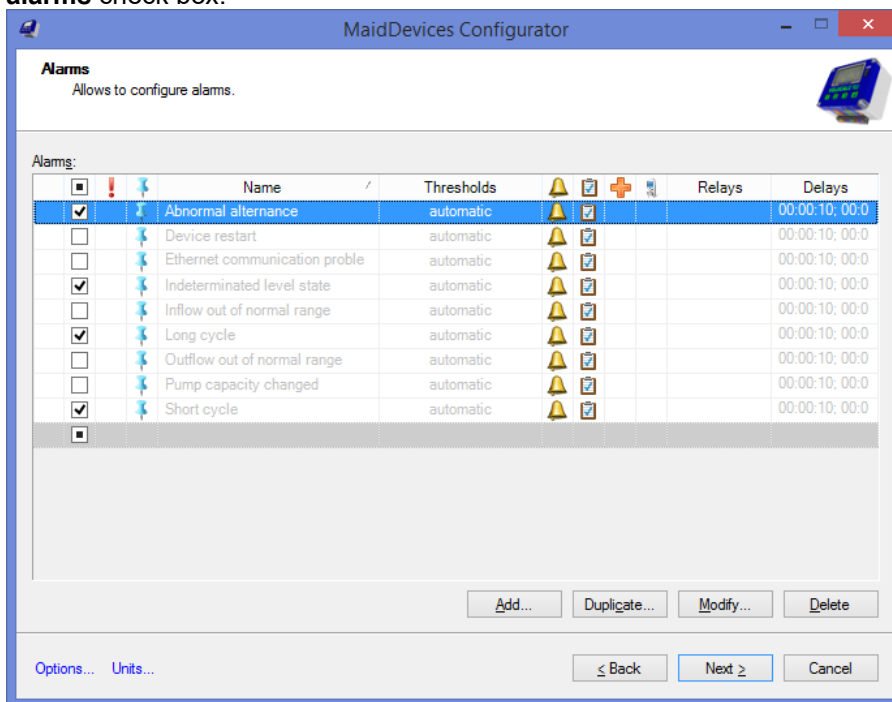 alarms check box.
MaidDevices Configurator
Alarms
Allows to configure alarms.
Alarms:
Name Thresholds Relays Delays
Abnormal alternance automatic 00:00:10; 00:0
Device restart automatic 00:00:10; 00:0
Ethernet communication proble automatic 00:00:10; 00:0
Indeterminated level state automatic 00:00:10; 00:0
Inflow out of normal range automatic 00:00:10; 00:0
Long cycle automatic 00:00:10; 00:0
Outflow out of normal range automatic 00:00:10; 00:0
Pump capacity changed automatic 00:00:10; 00:0
Short cycle automatic 00:00:10; 00:0
Add... Duplicate... Modify... Delete
Options... Units... < Back Next > Cancel